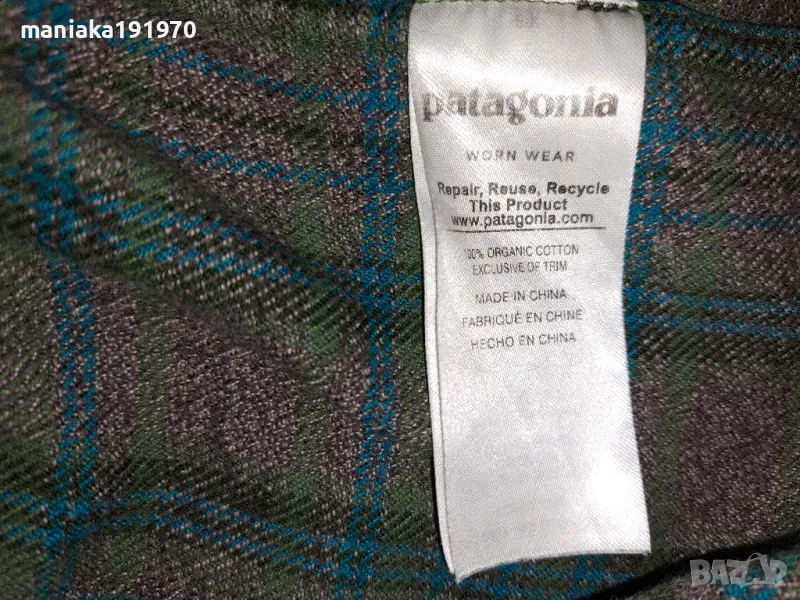 maniaka191970
patagonia
WORN WEAR
Repair, Reuse, Recycle
This Product
www.patagonia.com
100% ORGANIC COTTON
EXCLUSIVE OF TRIM
MADE IN CHINA
FABRIQUÉ EN CHINE
HECHO EN CHINA
BAZAR